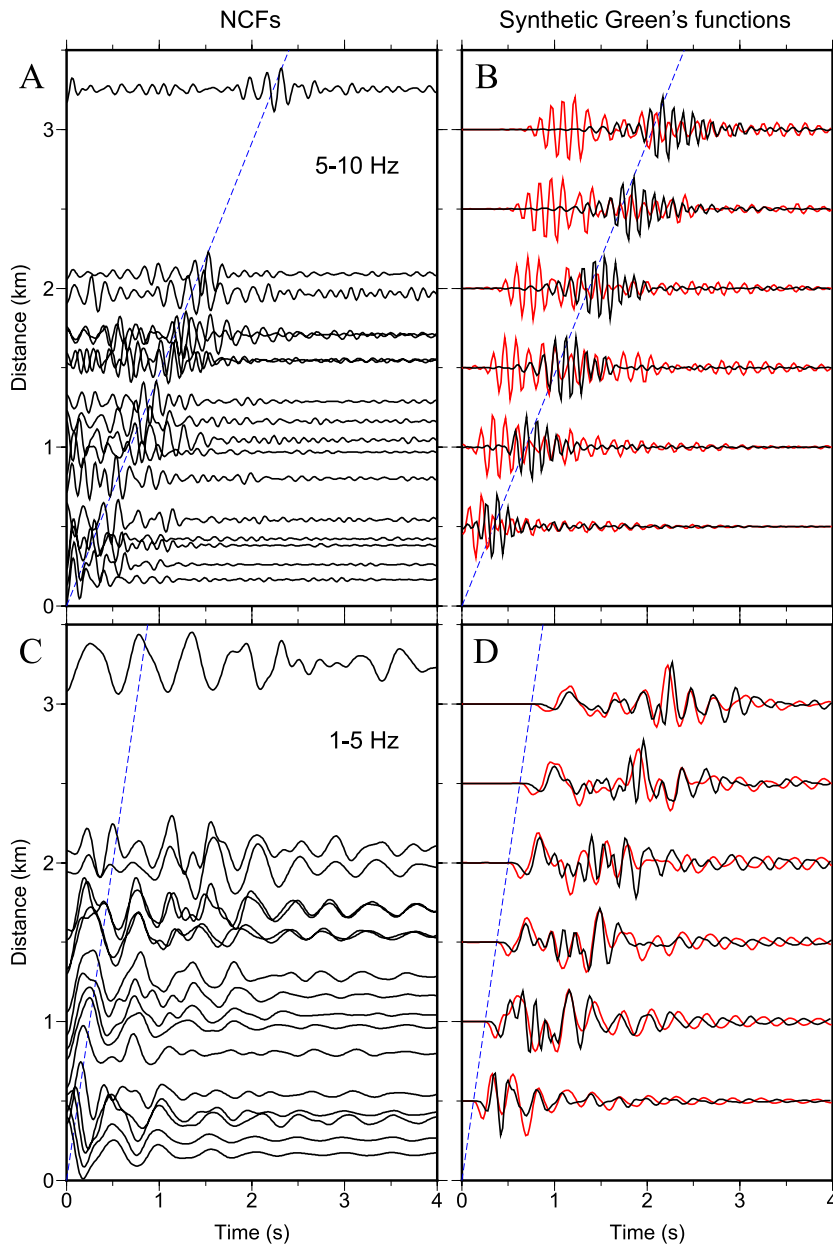 NCFs
Synthetic Green's functions
A
B
5-10 Hz
Distance (km)
3
2
1
0
C
D
1-5 Hz
Distance (km)
3
2
1
0
0 1 2 3 4
0 1 2 3 4
Time (s)
Time (s)